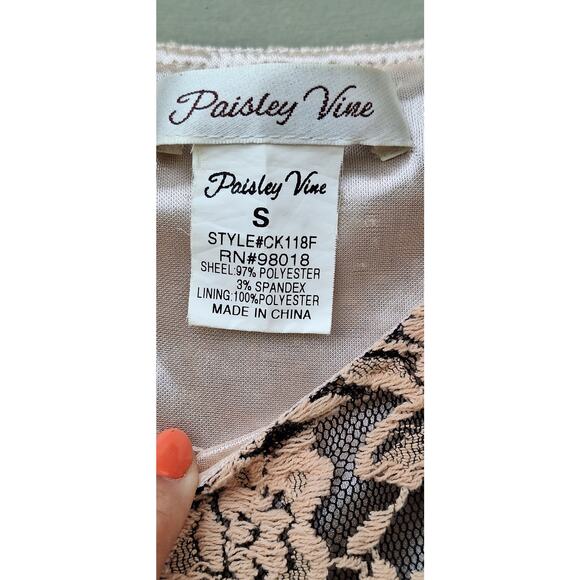 Paisley Vine
Paisley Vine
S
STYLE#CK118F
RN#98018
SHEEL:97% POLYESTER
3% SPANDEX
LINING:100%POLYESTER
MADE IN CHINA